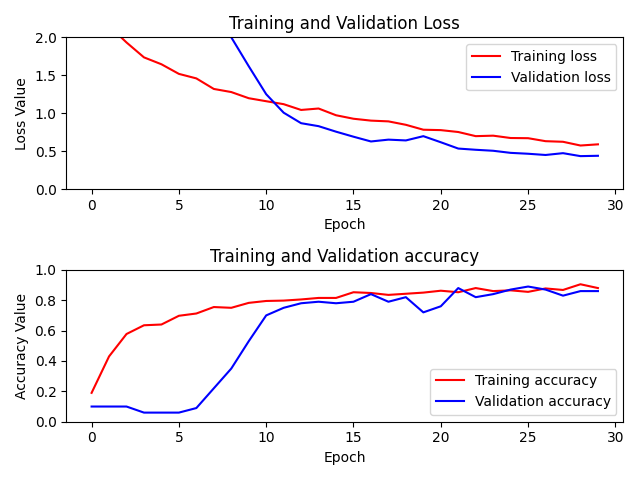 Training and Validation Loss
2.0
1.5
1.0
0.5
0.0
Loss Value
Training loss
Validation loss
0 5 10 15 20 25 30
Epoch
Training and Validation accuracy
1.0
0.8
0.6
0.4
0.2
0.0
Accuracy Value
Training accuracy
Validation accuracy
0 5 10 15 20 25 30
Epoch